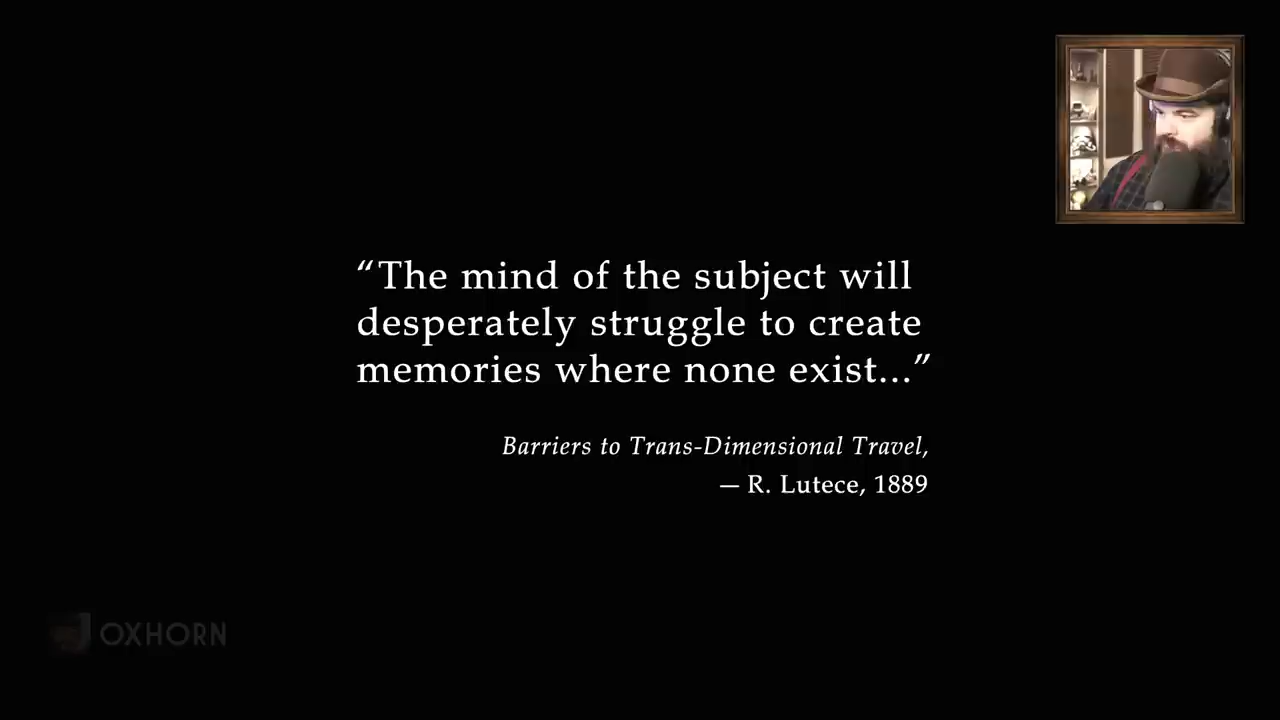 “The mind of the subject will
desperately struggle to create
memories where none exist...”
Barriers to Trans-Dimensional Travel,
— R. Lutece, 1889
OXHORN